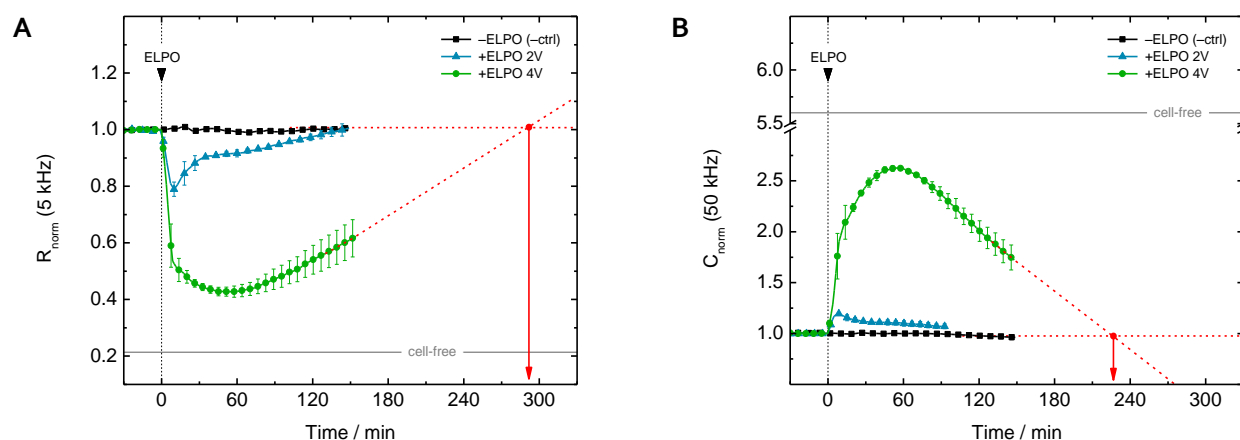 A
ELPO
–ELPO (–ctrl)
+ELPO 2V
+ELPO 4V
1.2
1.0
0.8
0.6
0.4
0.2
R_norm (5 kHz)
cell-free
0 60 120 180 240 300
Time / min
B
ELPO
–ELPO (–ctrl)
+ELPO 2V
+ELPO 4V
6.0
5.5
2.5
2.0
1.5
1.0
0.5
C_norm (50 kHz)
cell-free
0 60 120 180 240 300
Time / min